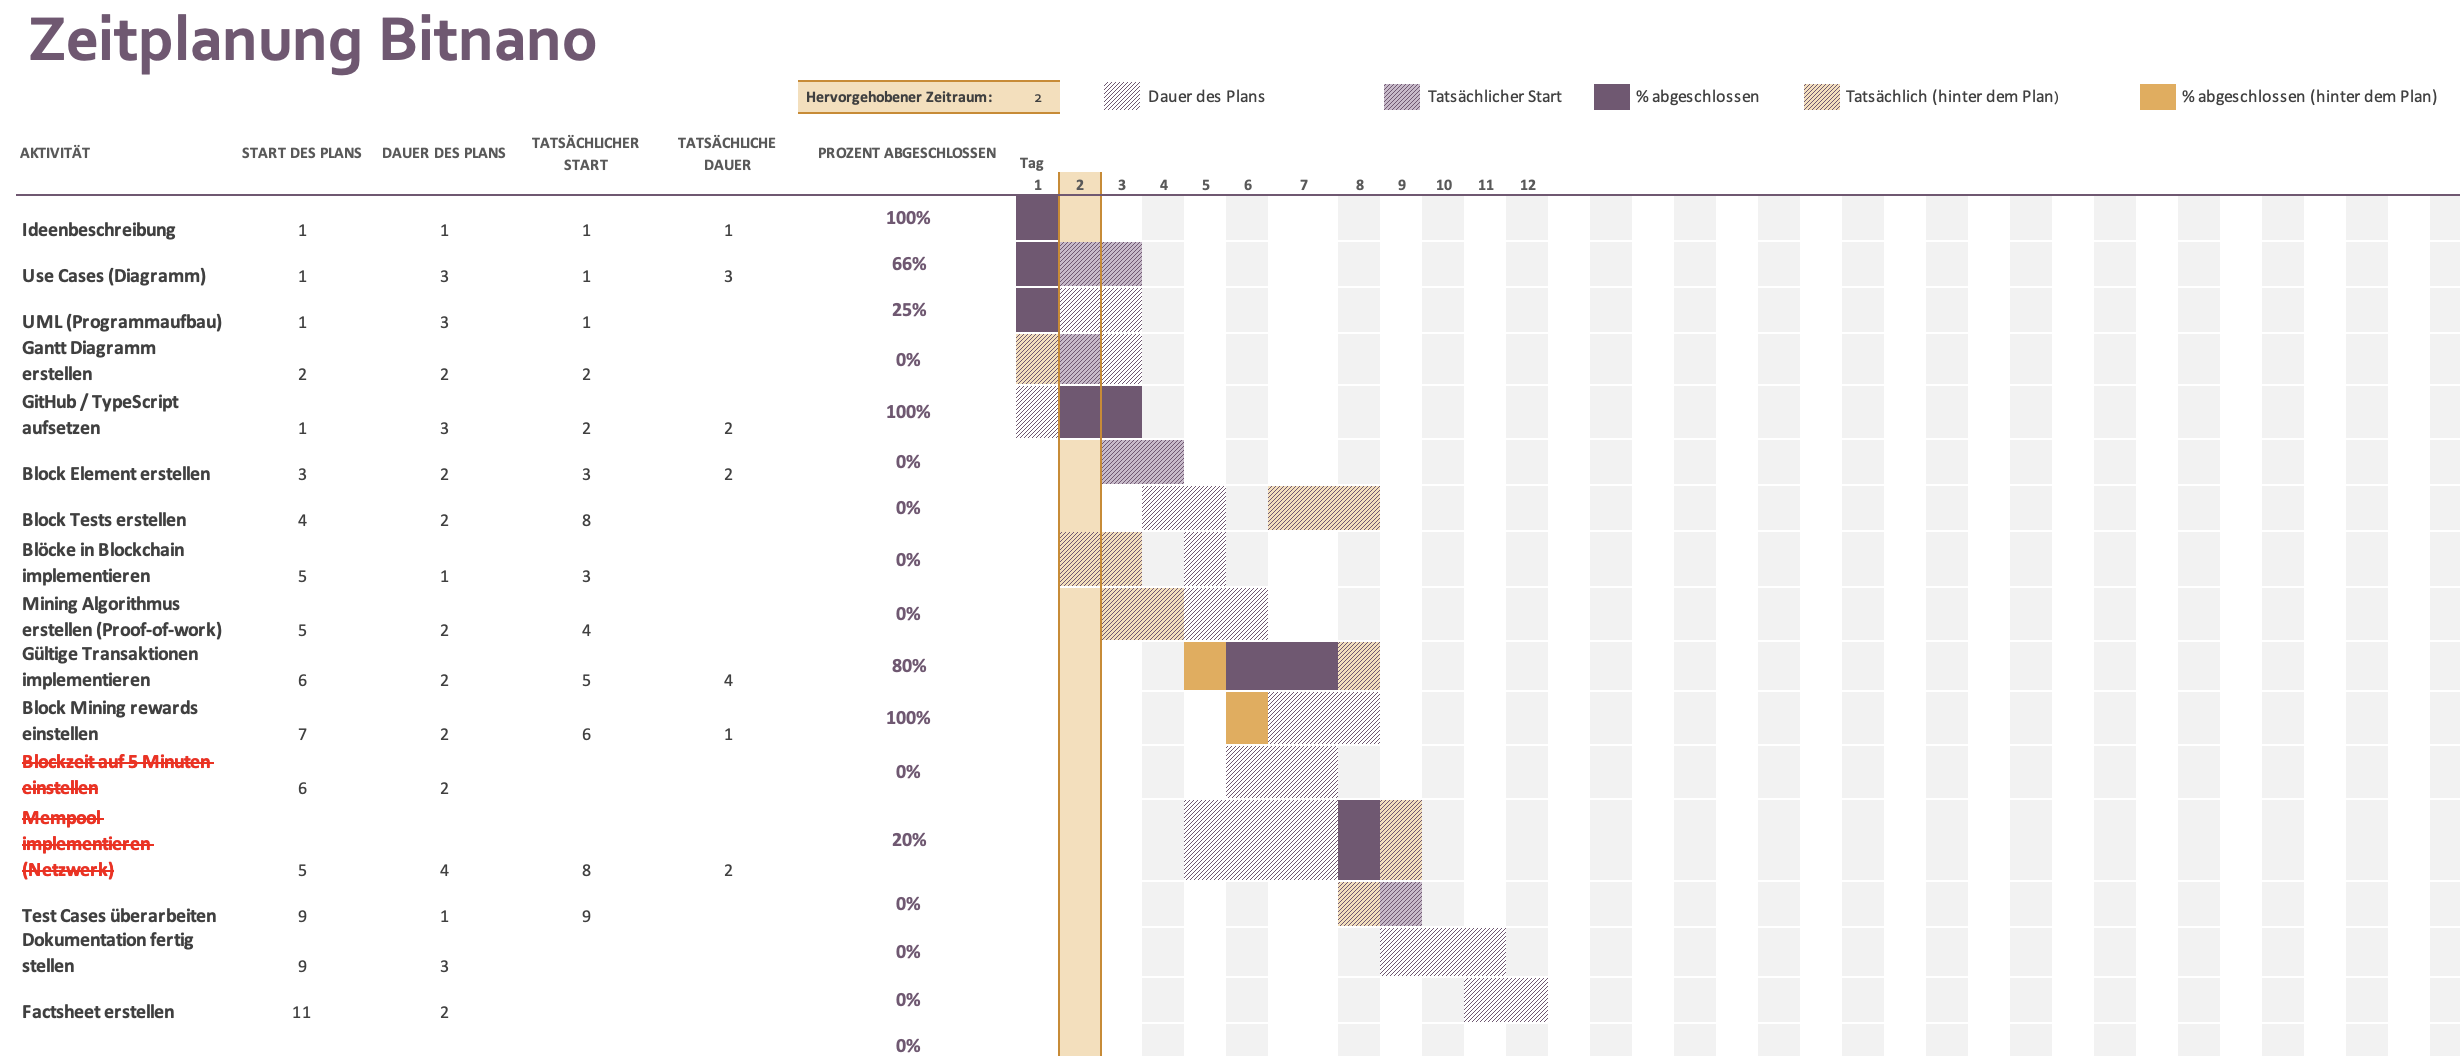 Zeitplanung Bitnano
Hervorgehobener Zeitraum: 2
Dauer des Plans
Tatsächlicher Start
% abgeschlossen
Tatsächlich (hinter dem Plan)
% abgeschlossen (hinter dem Plan)
AKTIVITÄT START DES PLANS DAUER DES PLANS TATSÄCHLICHER START TATSÄCHLICHE DAUER PROZENT ABGESCHLOSSEN
Tag
1 2 3 4 5 6 7 8 9 10 11 12
Ideenbeschreibung 1 1 1 1 100%
Use Cases (Diagramm) 1 3 1 3 66%
UML (Programmaufbau) 1 3 1 25%
Gantt Diagramm
erstellen 2 2 2 0%
GitHub / TypeScript
aufsetzen 1 3 2 2 100%
Block Element erstellen 3 2 3 2 0%
Block Tests erstellen 4 2 8 0%
Blöcke in Blockchain
implementieren 5 1 3 0%
Mining Algorithmus
erstellen (Proof-of-work) 5 2 4 0%
Gültige Transaktionen
implementieren 6 2 5 4 80%
Block Mining rewards
einstellen 7 2 6 1 100%
Blockzeit auf 5 Minuten
einstellen 6 2 0%
Mempool
implementieren
(Netzwerk) 5 4 8 2 20%
Test Cases überarbeiten 9 1 9 0%
Dokumentation fertig
stellen 9 3 0%
Factsheet erstellen 11 2 0%
0%